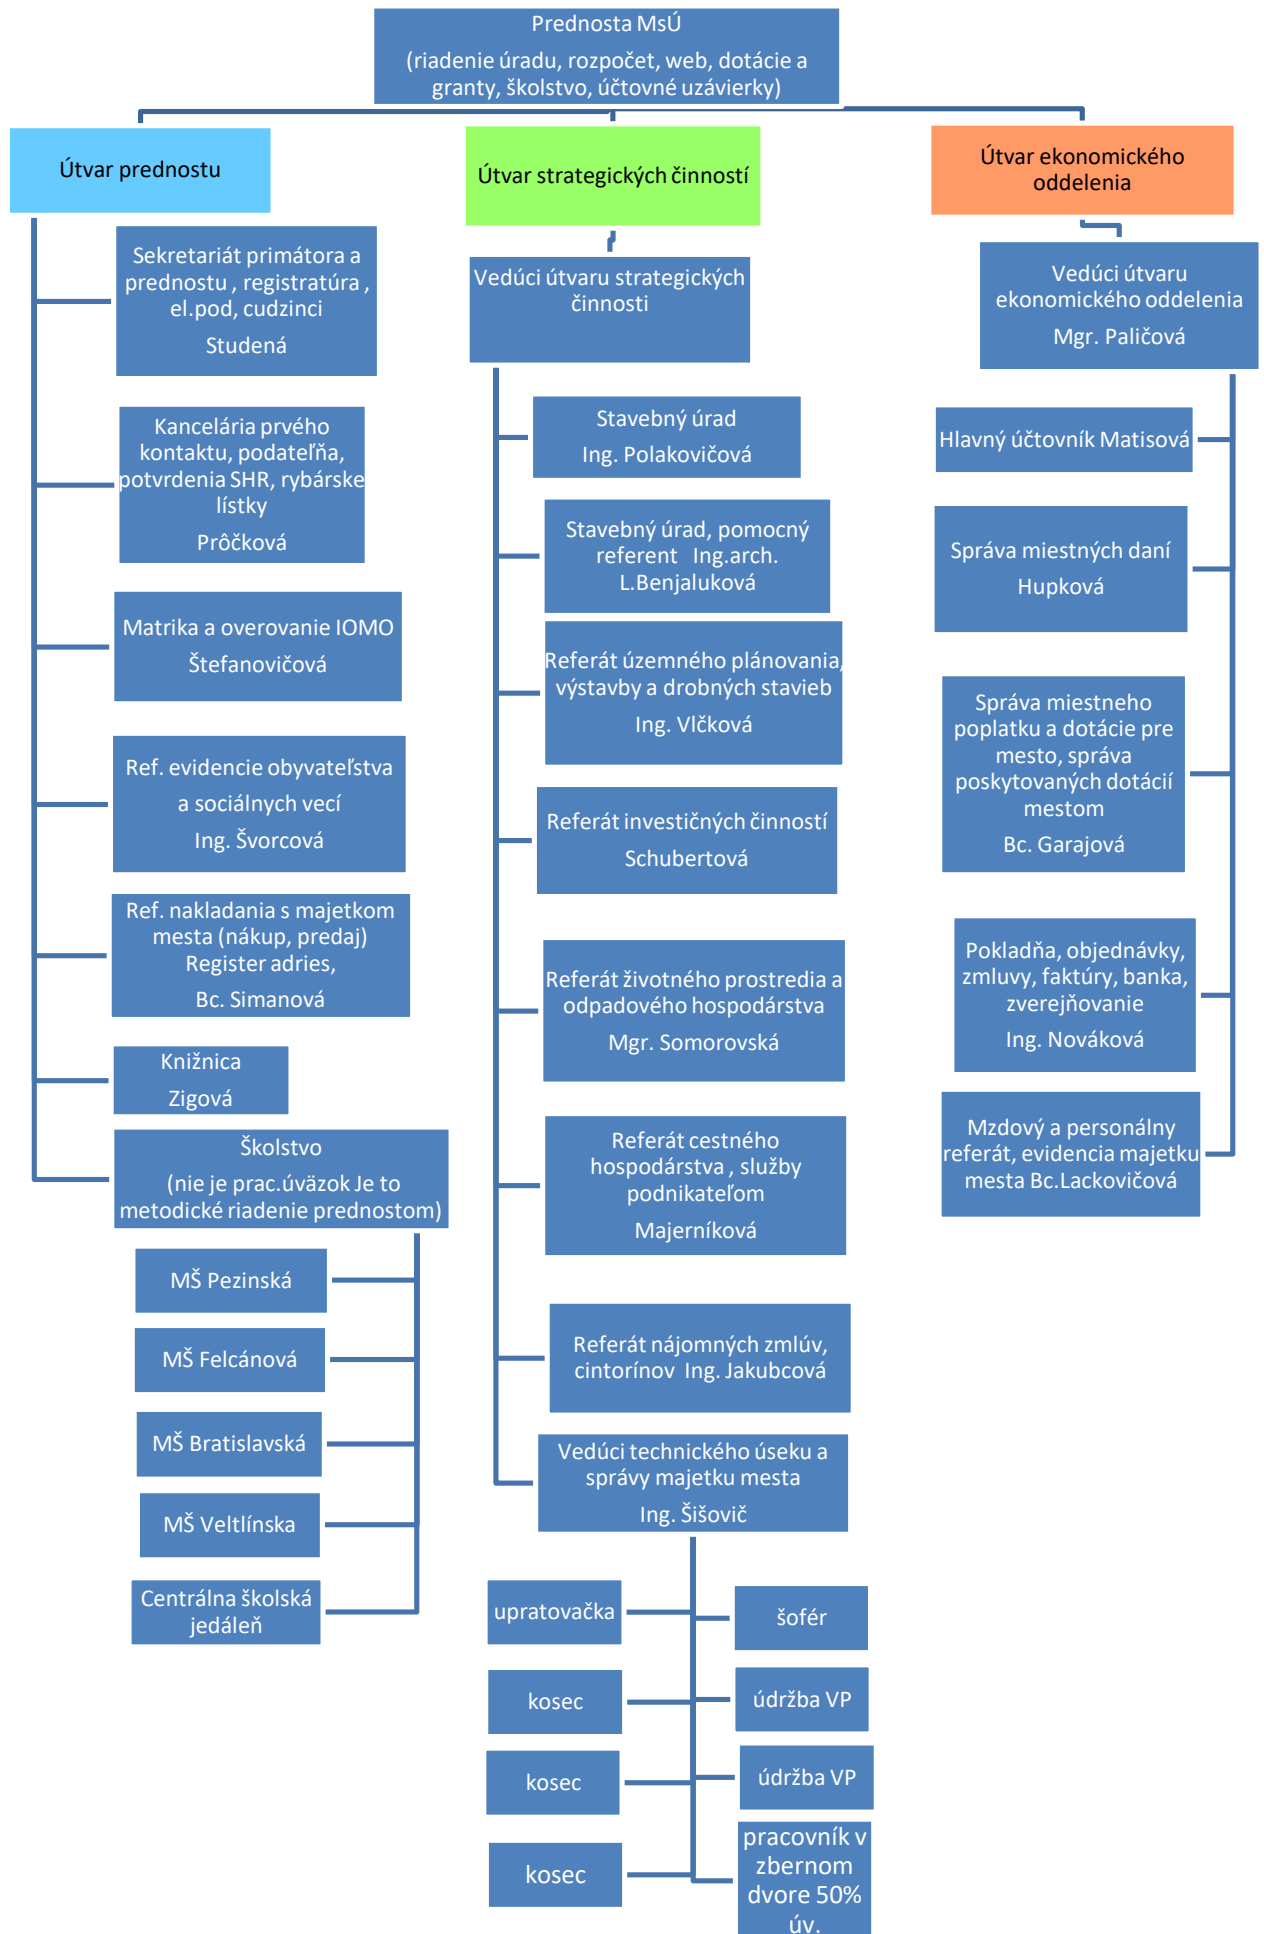 Prednosta MsÚ
(riadenie úradu, rozpočet, web, dotácie a
granty, školstvo, účtovné uzávierky)
Útvar prednostu
Sekretariát primátora a
prednostu , registratúra ,
el.pod, cudzinci
Studená
Kancelária prvého
kontaktu, podateľňa,
potvrdenia SHR, rybárske
lístky
Prôčková
Matrika a overovanie IOMO
Štefanovičová
Ref. evidencie obyvateľstva
a sociálnych vecí
Ing. Švorcová
Ref. nakladania s majetkom
mesta (nákup, predaj)
Register adries,
Bc. Simanová
Knižnica
Zigová
Školstvo
(nie je prac.úväzok Je to
metodické riadenie prednostom)
MŠ Pezinská
MŠ Felcánová
MŠ Bratislavská
MŠ Veltlínska
Centrálna školská
jedáleň
Útvar strategických činností
Vedúci útvaru strategických
činnosti
Stavebný úrad
Ing. Polakovičová
Stavebný úrad, pomocný
referent Ing.arch.
L.Benjaluková
Referát územného plánovania,
výstavby a drobných stavieb
Ing. Vlčková
Referát investičných činností
Schubertová
Referát životného prostredia a
odpadového hospodárstva
Mgr. Somorovská
Referát cestného
hospodárstva , služby
podnikateľom
Majerníková
Referát nájomných zmlúv,
cintorínov Ing. Jakubcová
Vedúci technického úseku a
správy majetku mesta
Ing. Šišovič
upratovačka
šofér
kosec
údržba VP
kosec
údržba VP
kosec
pracovník v
zbernom
dvore 50%
úv.
Útvar ekonomického
oddelenia
Vedúci útvaru
ekonomického oddelenia
Mgr. Paličová
Hlavný účtovník Matisová
Správa miestných daní
Hupková
Správa miestneho
poplatku a dotácie pre
mesto, správa
poskytovaných dotácií
mestom
Bc. Garajová
Pokladňa, objednávky,
zmluvy, faktúry, banka,
zverejňovanie
Ing. Nováková
Mzdový a personálny
referát, evidencia majetku
mesta Bc.Lackovičová